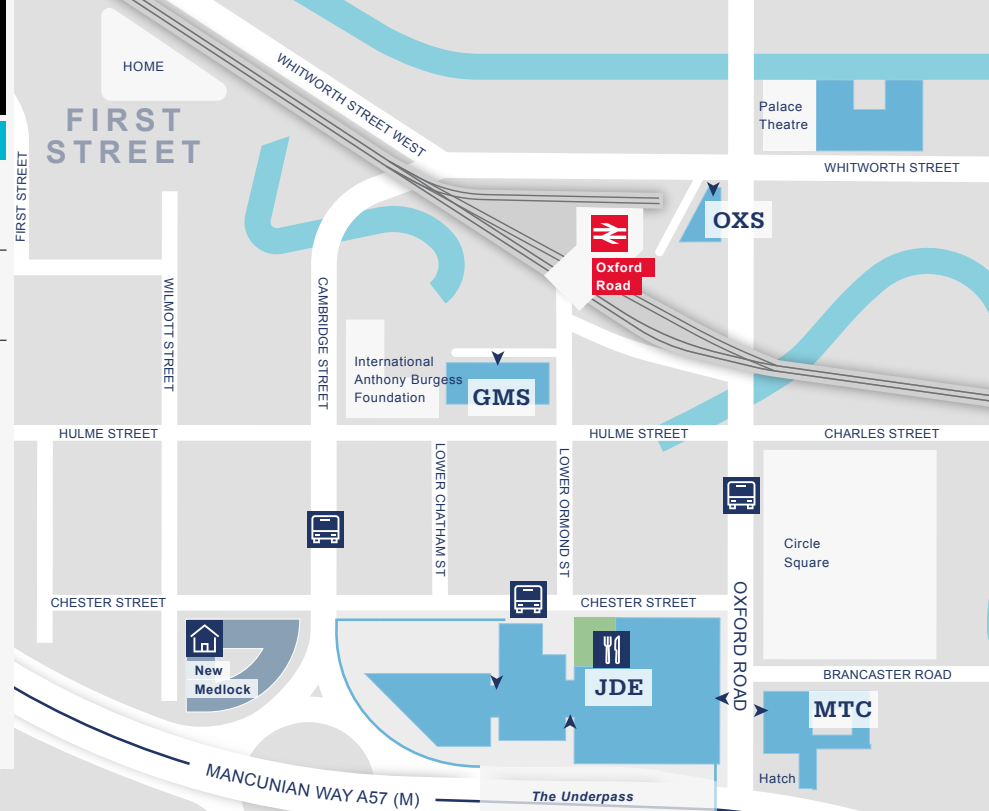 HOME
FIRST
STREET
FIRST STREET
WHITWORTH STREET WEST
Palace
Theatre
WHITWORTH STREET
OXS
Oxford
Road
WILMOTT STREET
CAMBRIDGE STREET
International
Anthony Burgess
Foundation
GMS
HULME STREET
HULME STREET
CHARLES STREET
LOWER CHATHAM ST
LOWER ORMOND ST
Circle
Square
CHESTER STREET
CHESTER STREET
OXFORD ROAD
New
Medlock
JDE
BRANCASTER ROAD
MTC
Hatch
MANCUNIAN WAY A57 (M)
The Underpass